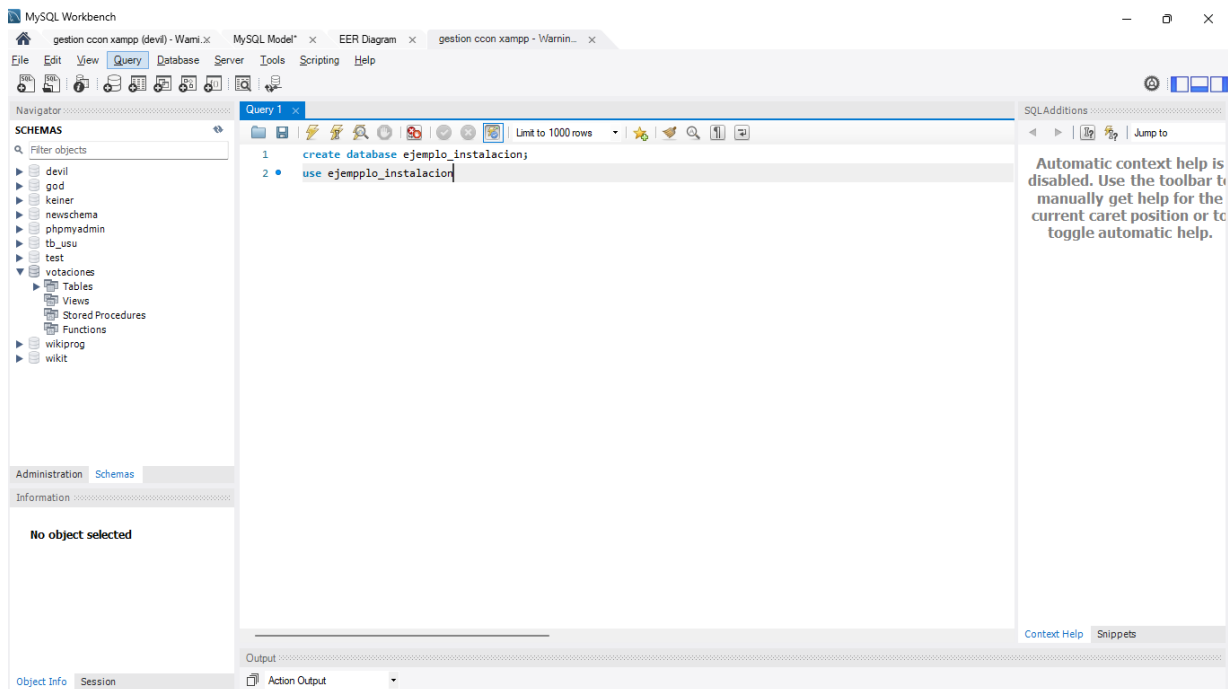 MySQL Workbench
gestion ccon xampp (devil) - Warni...
MySQL Model*
EER Diagram
gestion ccon xampp - Warnin...
File Edit View Query Database Server Tools Scripting Help
Navigator
SCHEMAS
Filter objects
devil
god
keiner
newschema
phpmyadmin
tb_usu
test
votaciones
Tables
Views
Stored Procedures
Functions
wikiprog
wikit
Administration Schemas
Information
No object selected
Object Info Session
Query 1
Limit to 1000 rows
1 create database ejemplo_instalacion;
2 use ejempplo_instalacion
Output
Action Output
SQLAdditions
Jump to
Automatic context help is
disabled. Use the toolbar to
manually get help for the
current caret position or to
toggle automatic help.
Context Help Snippets